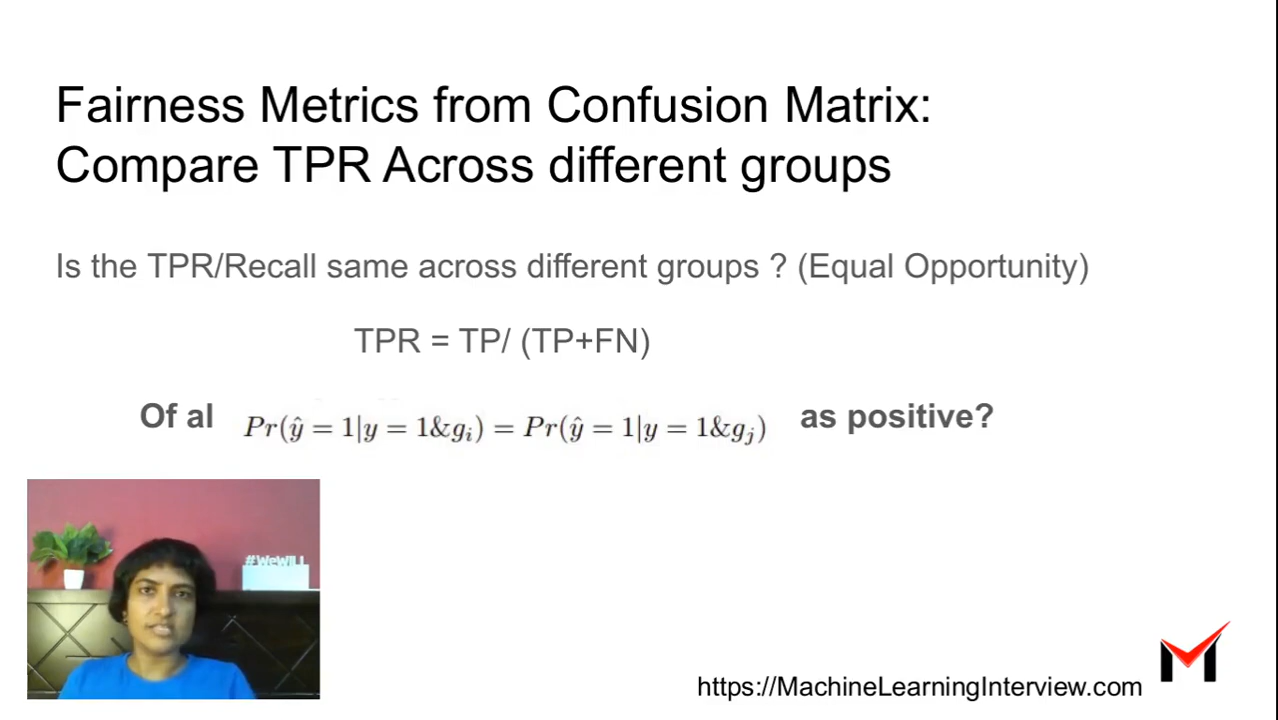 Fairness Metrics from Confusion Matrix:
Compare TPR Across different groups
Is the TPR/Recall same across different groups ? (Equal Opportunity)
TPR = TP/ (TP+FN)
Of al Pr(ŷ = 1|y = 1&gᵢ) = Pr(ŷ = 1|y = 1&gⱼ) as positive?
#WeWiLL
https://MachineLearningInterview.com